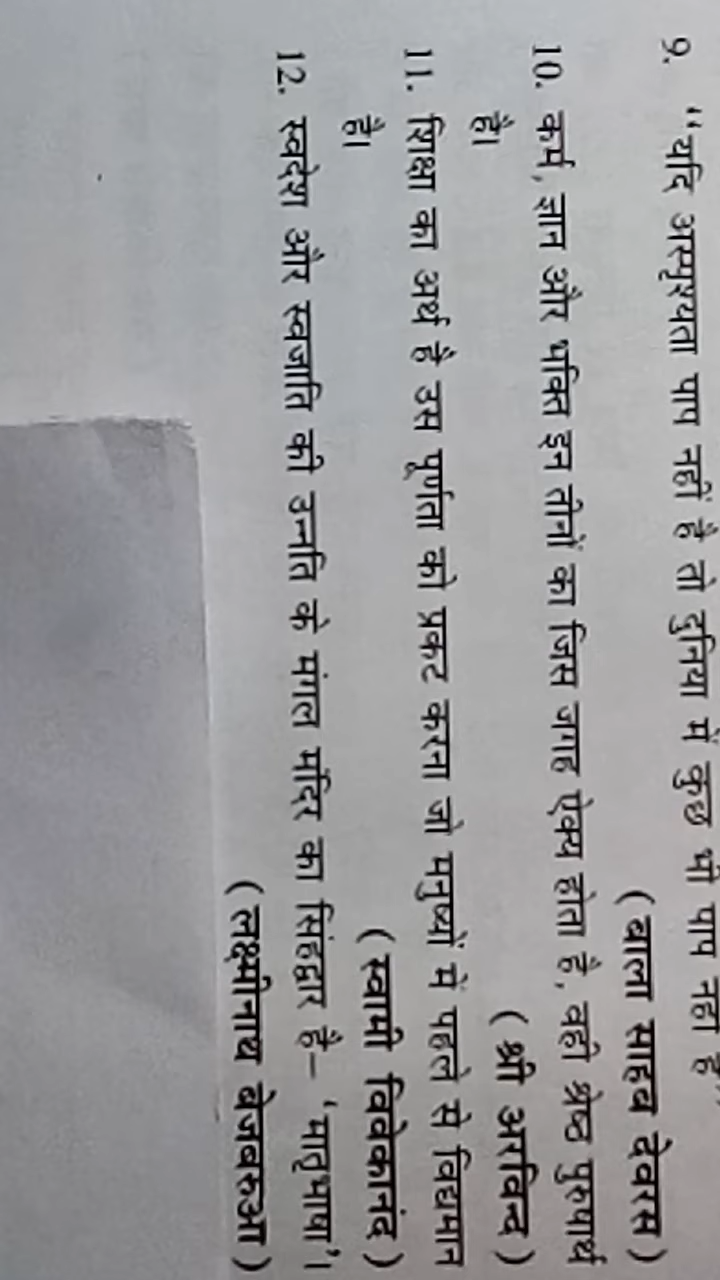 9. “यदि अस्पृश्यता पाप नहीं है तो दुनिया में कुछ भी पाप नहीं है”
(बाला साहब देवरस)
10. कर्म, ज्ञान और भक्ति इन तीनों का जिस जगह ऐक्य होता है, वही श्रेष्ठ पुरुषार्थ
है।
(श्री अरविन्द)
11. शिक्षा का अर्थ है उस पूर्णता को प्रकट करना जो मनुष्यों में पहले से विद्यमान
है।
(स्वामी विवेकानंद)
12. स्वदेश और स्वजाति की उन्नति के मंगल मंदिर का सिंहद्वार है– ‘मातृभाषा’।
(लक्ष्मीनाथ बेजबरुआ)